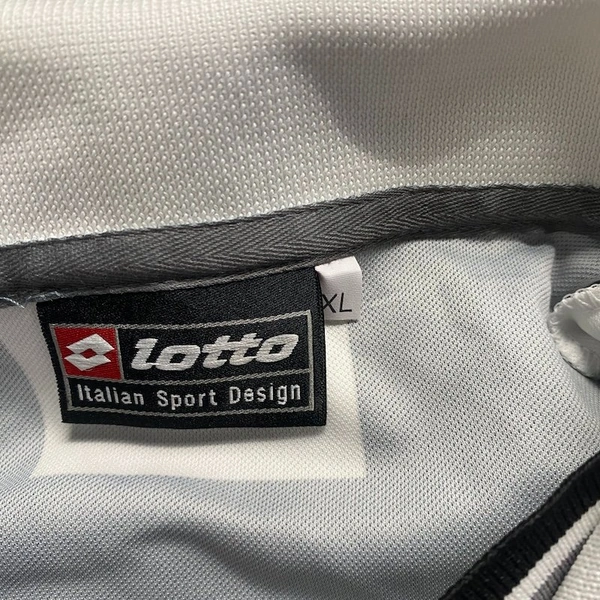 XL
lotto
Italian Sport Design